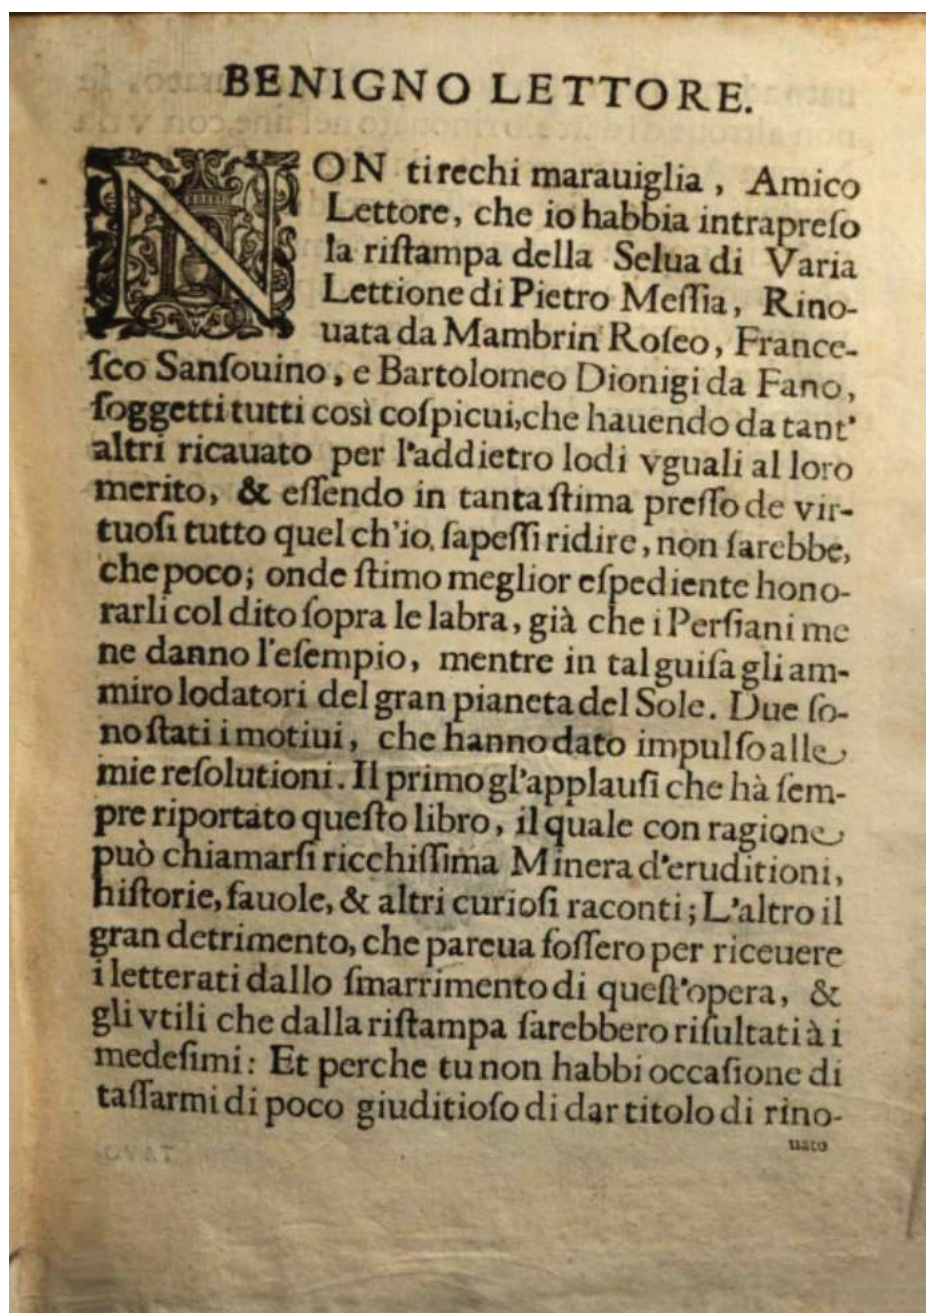 BENIGNO LETTORE.
NON ti rechi marauiglia, Amico
Lettore, che io habbia intrapreſo
la riſtampa della Selua di Varia
Lettione di Pietro Meſſia, Rino-
uata da Mambrin Roſeo, France-
ſco Sanſouino, e Bartolomeo Dionigi da Fano,
ſoggetti tutti così coſpicui, che hauendo da tant'
altri ricauato per l'addietro lodi vguali al loro
merito, & eſſendo in tanta ſtima preſſo de vir-
tuoſi tutto quel ch'io ſapeſſi ridire, non ſarebbe,
che poco; onde ſtimo meglior eſpediente hono-
rarli col dito ſopra le labra, già che i Perſiani me
ne danno l'eſempio, mentre in tal guiſa gli am-
miro lodatori del gran pianeta del Sole. Due ſo-
no ſtati i motiui, che hanno dato impulſo alle
mie reſolutioni. Il primo gl'applauſi che hà ſem-
pre riportato queſto libro, il quale con ragione
può chiamarſi ricchiſſima Minera d'eruditioni,
hiſtorie, fauole, & altri curioſi raconti; L'altro il
gran detrimento, che pareua foſſero per riceuere
i letterati dallo ſmarrimento di queſt'opera, &
gli vtili che dalla riſtampa ſarebbero riſultati à i
medeſimi: Et perche tu non habbi occaſione di
taſſarmi di poco giuditioſo di dar titolo di rino-
uato